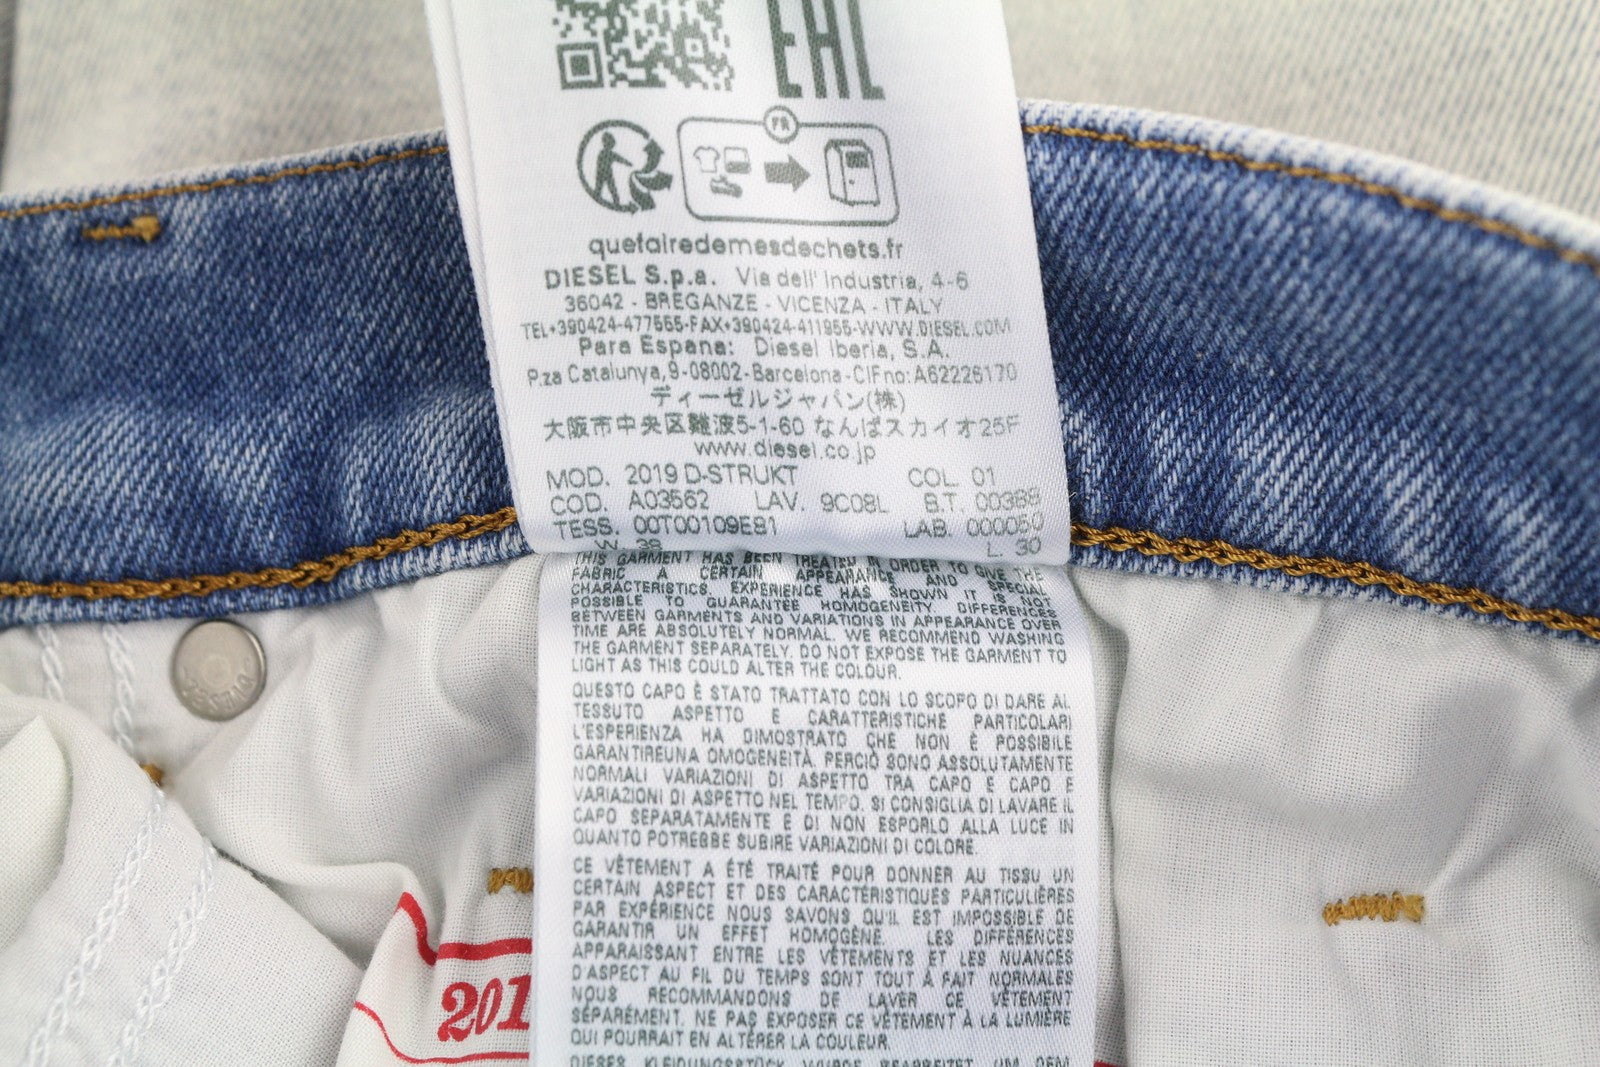 EAC
FR
quefairedemesdechets.fr
DIESEL S.p.a. Via dell' Industria, 4-6
36042 - BREGANZE - VICENZA - ITALY
TEL+390424-477555-FAX+390424-411955-WWW.DIESEL.COM
Para Espana: Diesel Iberia, S.A.
P.za Catalunya,9-08002-Barcelona-CIFno:A62226170
ディーゼルジャパン(株)
大阪市中央区難波5-1-60 なんばスカイオ25F
www.diesel.co.jp
MOD. 2019 D-STRUKT COL. 01
COD. A03562 LAV. 9C08L B.T. 00388
TESS. 00T00109E81 LAB. 000060
W. 38 L. 30
THIS GARMENT HAS BEEN TREATED IN ORDER TO GIVE THE
FABRIC A CERTAIN APPEARANCE AND SPECIAL
CHARACTERISTICS. EXPERIENCE HAS SHOWN IT IS NOT
POSSIBLE TO GUARANTEE HOMOGENEITY. DIFFERENCES
BETWEEN GARMENTS AND VARIATIONS IN APPEARANCE OVER
TIME ARE ABSOLUTELY NORMAL. WE RECOMMEND WASHING
THE GARMENT SEPARATELY. DO NOT EXPOSE THE GARMENT TO
LIGHT AS THIS COULD ALTER THE COLOUR.
QUESTO CAPO È STATO TRATTATO CON LO SCOPO DI DARE AL
TESSUTO ASPETTO E CARATTERISTICHE PARTICOLARI
L'ESPERIENZA HA DIMOSTRATO CHE NON È POSSIBILE
GARANTIREUNA OMOGENEITÀ. PERCIÒ SONO ASSOLUTAMENTE
NORMALI VARIAZIONI DI ASPETTO TRA CAPO E CAPO E
VARIAZIONI DI ASPETTO NEL TEMPO. SI CONSIGLIA DI LAVARE IL
CAPO SEPARATAMENTE E DI NON ESPORLO ALLA LUCE IN
QUANTO POTREBBE SUBIRE VARIAZIONI DI COLORE.
CE VÊTEMENT A ÉTÉ TRAITÉ POUR DONNER AU TISSU UN
CERTAIN ASPECT ET DES CARACTÉRISTIQUES PARTICULIÈRES
PAR EXPÉRIENCE NOUS SAVONS QU'IL EST IMPOSSIBLE DE
GARANTIR UN EFFET HOMOGÈNE. LES DIFFÉRENCES
APPARAISSANT ENTRE LES VÊTEMENTS ET LES NUANCES
D'ASPECT AU FIL DU TEMPS SONT TOUT À FAIT NORMALES
NOUS RECOMMANDONS DE LAVER CE VÊTEMENT
SÉPARÉMENT. NE PAS EXPOSER CE VÊTEMENT À LA LUMIÈRE
QUI POURRAIT EN ALTÉRER LA COULEUR.
DIESES KLEIDUNGSSTÜCK WURDE BEARBEITET UM DEM
201